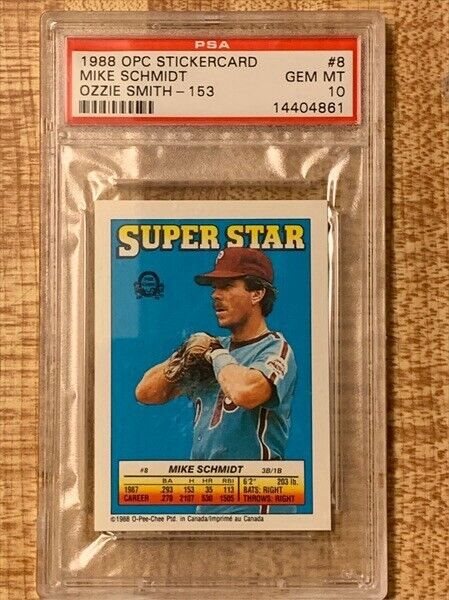 PSA
1988 OPC STICKERCARD #8
MIKE SCHMIDT GEM MT
OZZIE SMITH - 153 10
14404861
SUPER STAR
P
#8 MIKE SCHMIDT 3B/1B
BA H HR RBI 6'2" 203 lb.
1987 .293 153 35 113 BATS: RIGHT
CAREER .270 2107 530 1505 THROWS: RIGHT
©1988 O-Pee-Chee Ptd. in Canada/Imprimé au Canada